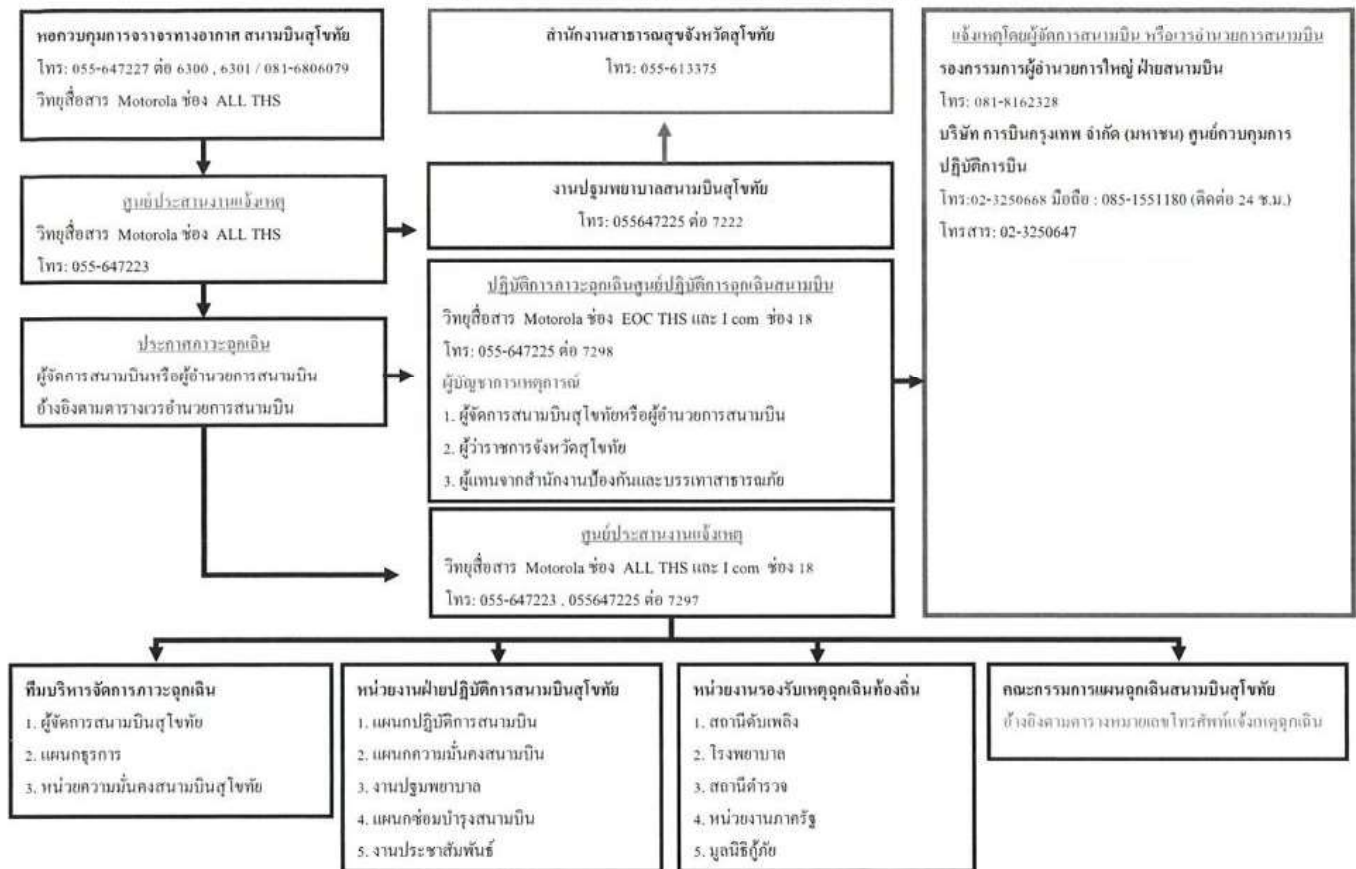 หอควบคุมการจราจรทางอากาศ สนามบินสุโขทัย
โทร: 055-647227 ต่อ 6300 , 6301 / 081-6806079
วิทยุสื่อสาร Motorola ช่อง ALL THS
สำนักงานสาธารณสุขจังหวัดสุโขทัย
โทร: 055-613375
แจ้งเหตุโดยผู้จัดการสนามบิน หรือเวรอำนวยการสนามบิน
รองกรรมการผู้อำนวยการใหญ่ ฝ่ายสนามบิน
โทร: 081-8162328
บริษัท การบินกรุงเทพ จำกัด (มหาชน) ศูนย์ควบคุมการ
ปฏิบัติการบิน
โทร:02-3250668 มือถือ : 085-1551180 (ติดต่อ 24 ช.ม.)
โทรสาร: 02-3250647
ศูนย์ประสานงานแจ้งเหตุ
วิทยุสื่อสาร Motorola ช่อง ALL THS
โทร: 055-647223
งานปฐมพยาบาลสนามบินสุโขทัย
โทร: 055647225 ต่อ 7222
ประกาศภาวะฉุกเฉิน
ผู้จัดการสนามบินหรือผู้อำนวยการสนามบิน
อ้างอิงตามตารางเวรอำนวยการสนามบิน
ปฏิบัติการภาวะฉุกเฉินศูนย์ปฏิบัติการฉุกเฉินสนามบิน
วิทยุสื่อสาร Motorola ช่อง EOC THS และ I com ช่อง 18
โทร: 055-647225 ต่อ 7298
ผู้บัญชาการเหตุการณ์
1. ผู้จัดการสนามบินสุโขทัยหรือผู้อำนวยการสนามบิน
2. ผู้ว่าราชการจังหวัดสุโขทัย
3. ผู้แทนจากสำนักงานป้องกันและบรรเทาสาธารณภัย
ศูนย์ประสานงานแจ้งเหตุ
วิทยุสื่อสาร Motorola ช่อง ALL THS และ I com ช่อง 18
โทร: 055-647223 , 055647225 ต่อ 7297
ทีมบริหารจัดการภาวะฉุกเฉิน
1. ผู้จัดการสนามบินสุโขทัย
2. แผนกธุรการ
3. หน่วยความมั่นคงสนามบินสุโขทัย
หน่วยงานฝ่ายปฏิบัติการสนามบินสุโขทัย
1. แผนกปฏิบัติการสนามบิน
2. แผนกความมั่นคงสนามบิน
3. งานปฐมพยาบาล
4. แผนกซ่อมบำรุงสนามบิน
5. งานประชาสัมพันธ์
หน่วยงานรองรับเหตุฉุกเฉินท้องถิ่น
1. สถานีดับเพลิง
2. โรงพยาบาล
3. สถานีตำรวจ
4. หน่วยงานภาครัฐ
5. มูลนิธิกู้ภัย
คณะกรรมการแผนฉุกเฉินสนามบินสุโขทัย
อ้างอิงตามตารางหมายเลขโทรศัพท์แจ้งเหตุฉุกเฉิน